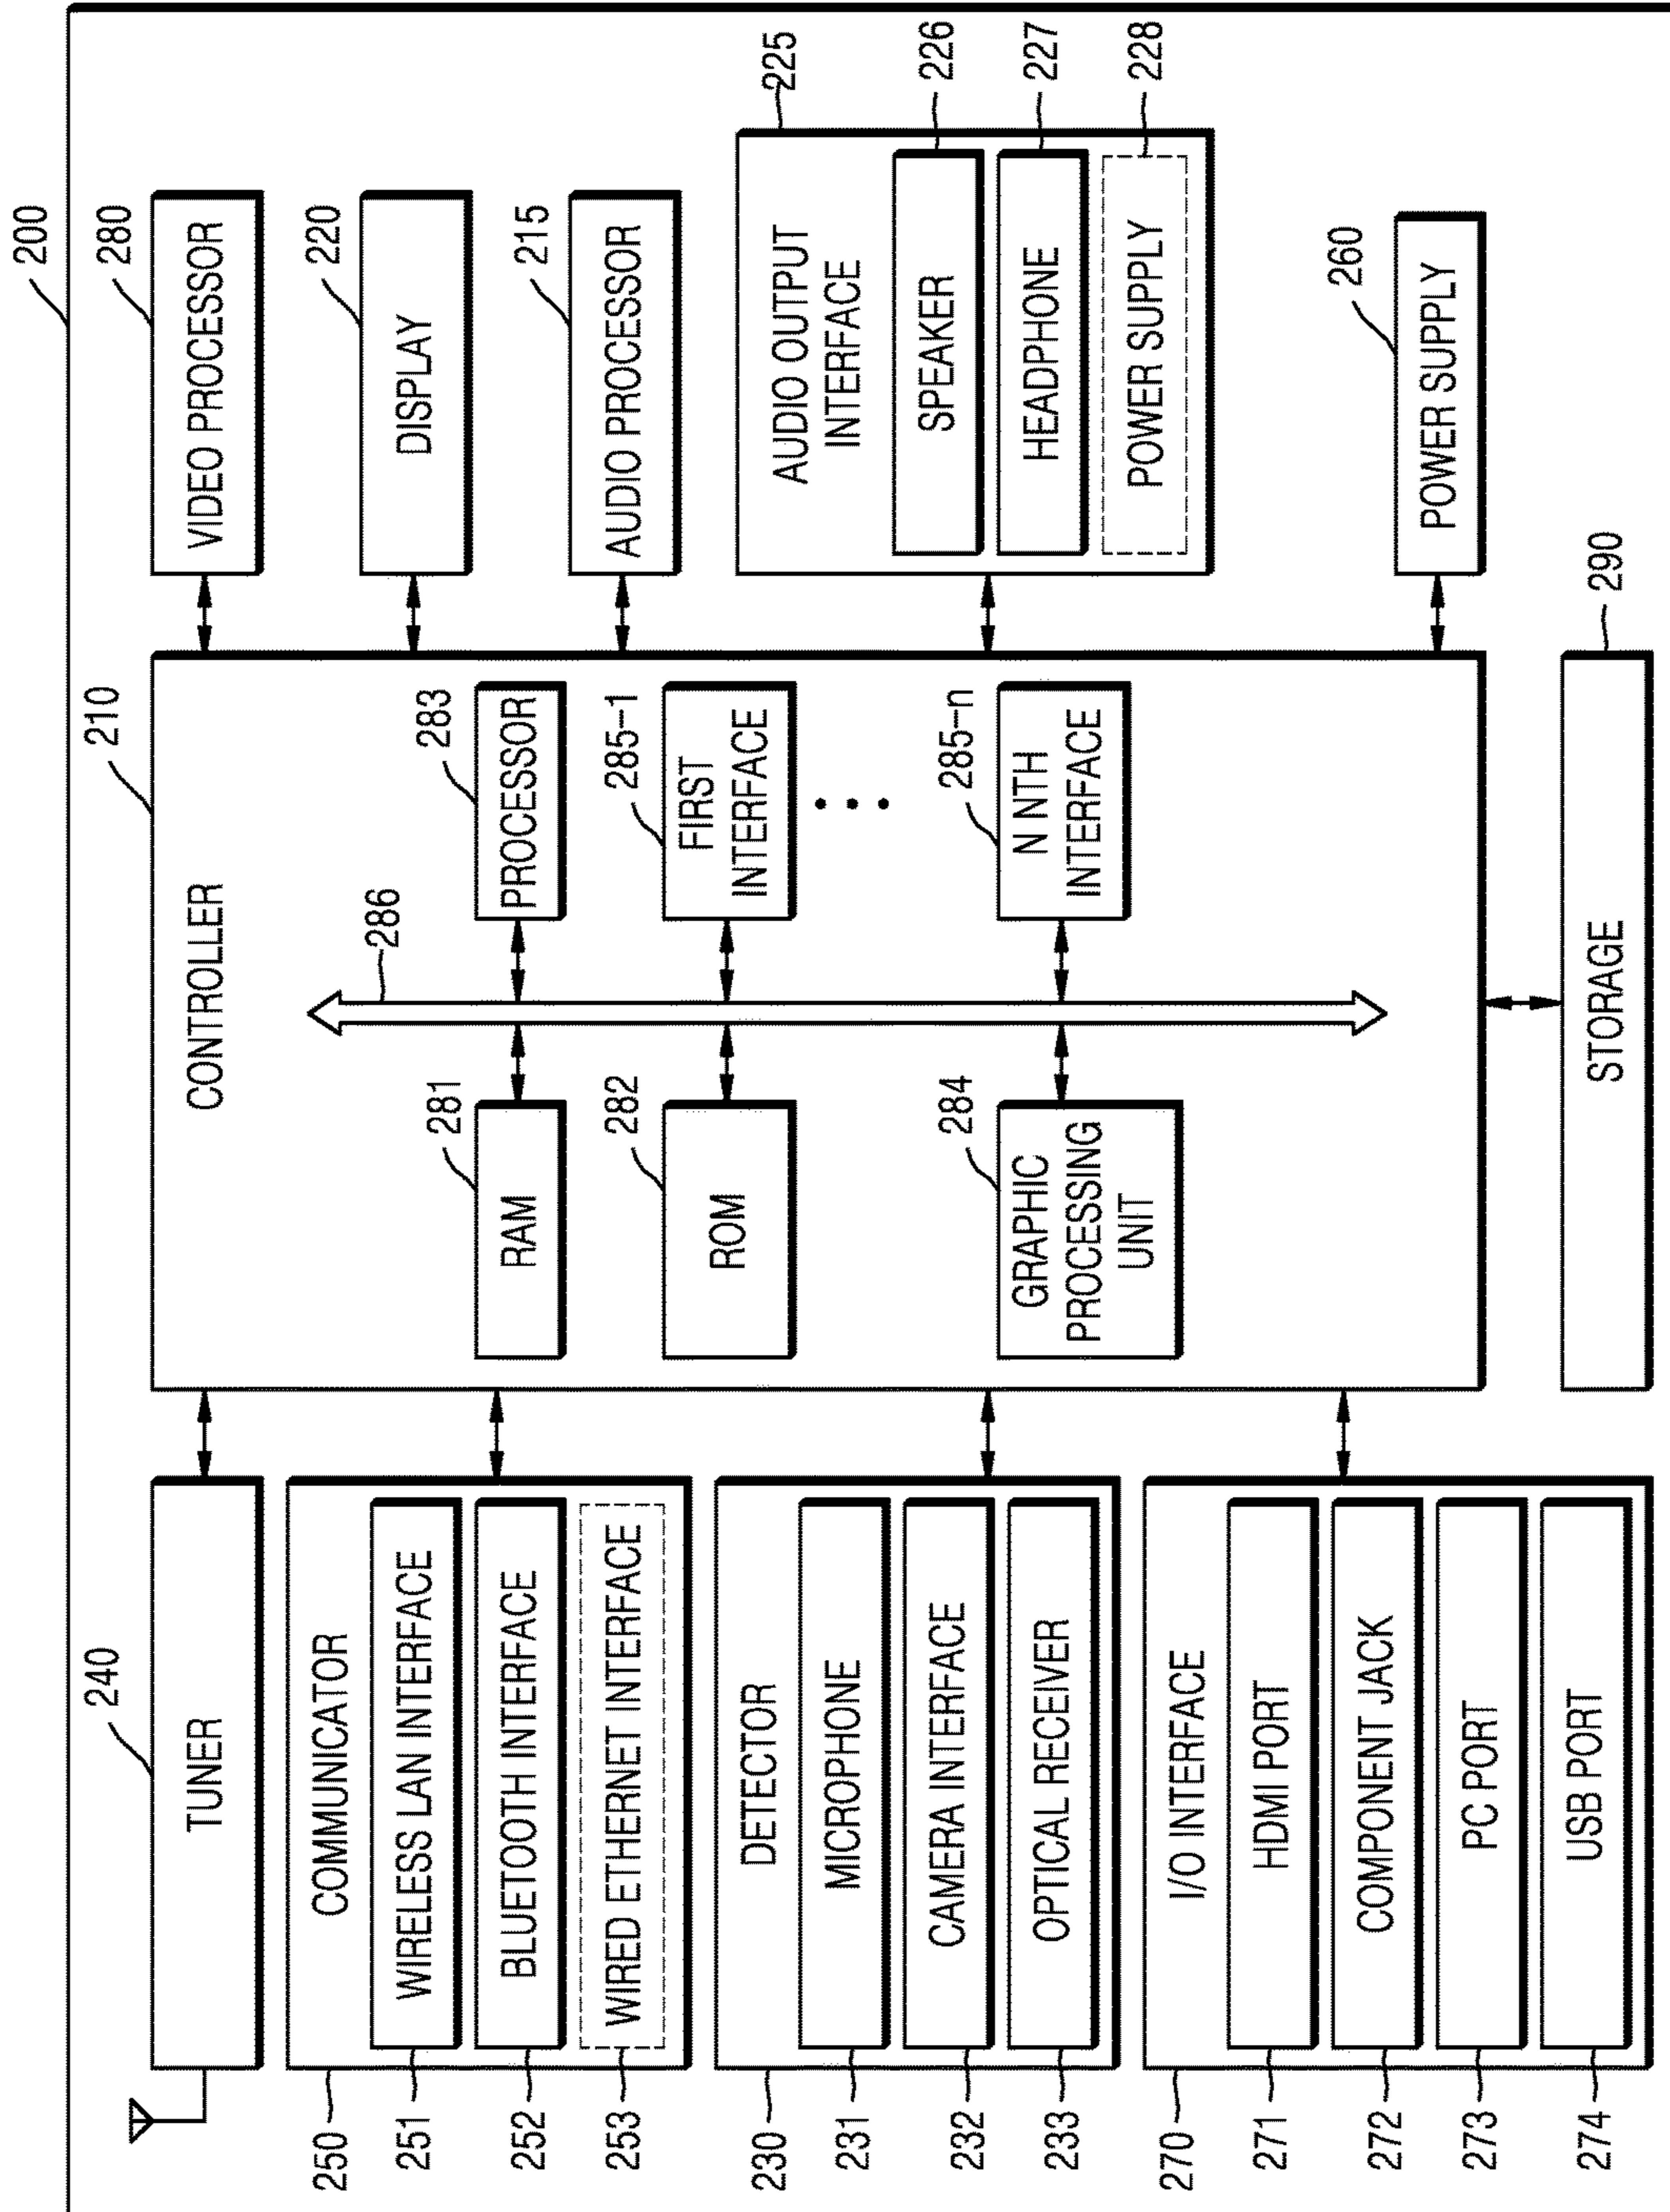 200
240
TUNER
250
COMMUNICATOR
251
WIRELESS LAN INTERFACE
252
BLUETOOTH INTERFACE
253
WIRED ETHERNET INTERFACE
230
DETECTOR
231
MICROPHONE
232
CAMERA INTERFACE
233
OPTICAL RECEIVER
270
I/O INTERFACE
271
HDMI PORT
272
COMPONENT JACK
273
PC PORT
274
USB PORT
210
CONTROLLER
286
281
RAM
283
PROCESSOR
282
ROM
285-1
FIRST
INTERFACE
• • •
284
GRAPHIC
PROCESSING
UNIT
285-n
N NTH
INTERFACE
290
STORAGE
280
VIDEO PROCESSOR
220
DISPLAY
215
AUDIO PROCESSOR
225
AUDIO OUTPUT
INTERFACE
226
SPEAKER
227
HEADPHONE
228
POWER SUPPLY
260
POWER SUPPLY